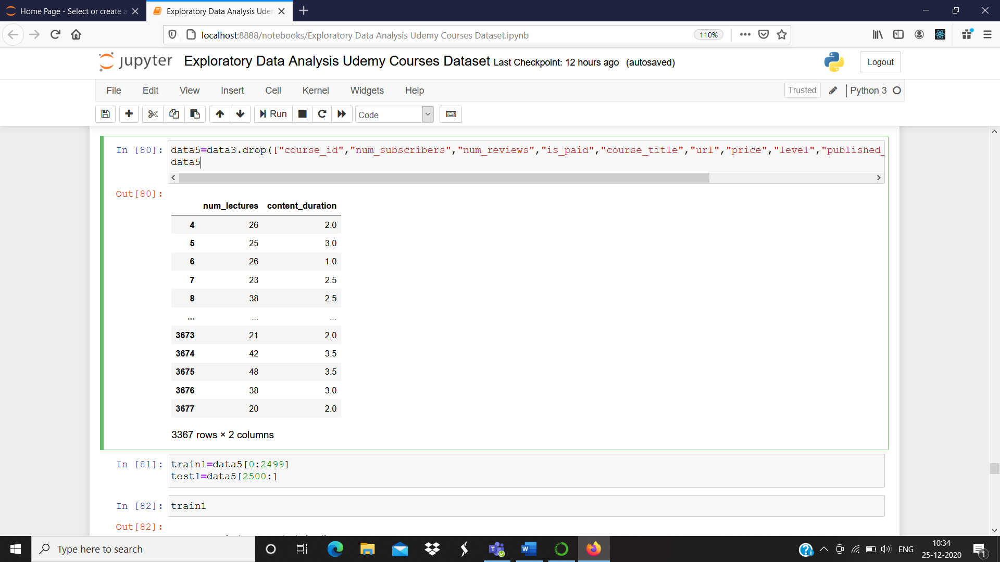 Home Page - Select or create a
Exploratory Data Analysis Uder
localhost:8888/notebooks/Exploratory Data Analysis Udemy Courses Dataset.ipynb
110%
jupyter Exploratory Data Analysis Udemy Courses Dataset Last Checkpoint: 12 hours ago (autosaved)
Logout
File Edit View Insert Cell Kernel Widgets Help
Trusted
Python 3
Run
Code
In [80]: data5=data3.drop(["course_id","num_subscribers","num_reviews","is_paid","course_title","url","price","level","published_
data5
Out[80]:
num_lectures content_duration
4 26 2.0
5 25 3.0
6 26 1.0
7 23 2.5
8 38 2.5
... ... ...
3673 21 2.0
3674 42 3.5
3675 48 3.5
3676 38 3.0
3677 20 2.0
3367 rows × 2 columns
In [81]: train1=data5[0:2499]
test1=data5[2500:]
In [82]: train1
Out[82]:
Type here to search
ENG
10:34
25-12-2020
1